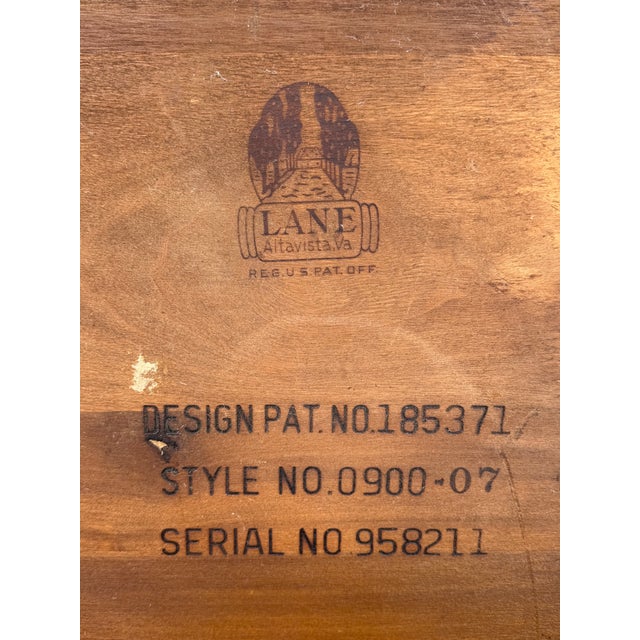 LANE
Altavista, Va
REG. U.S. PAT. OFF.
DESIGN PAT. NO.185371
STYLE NO.0900-07
SERIAL NO 958211